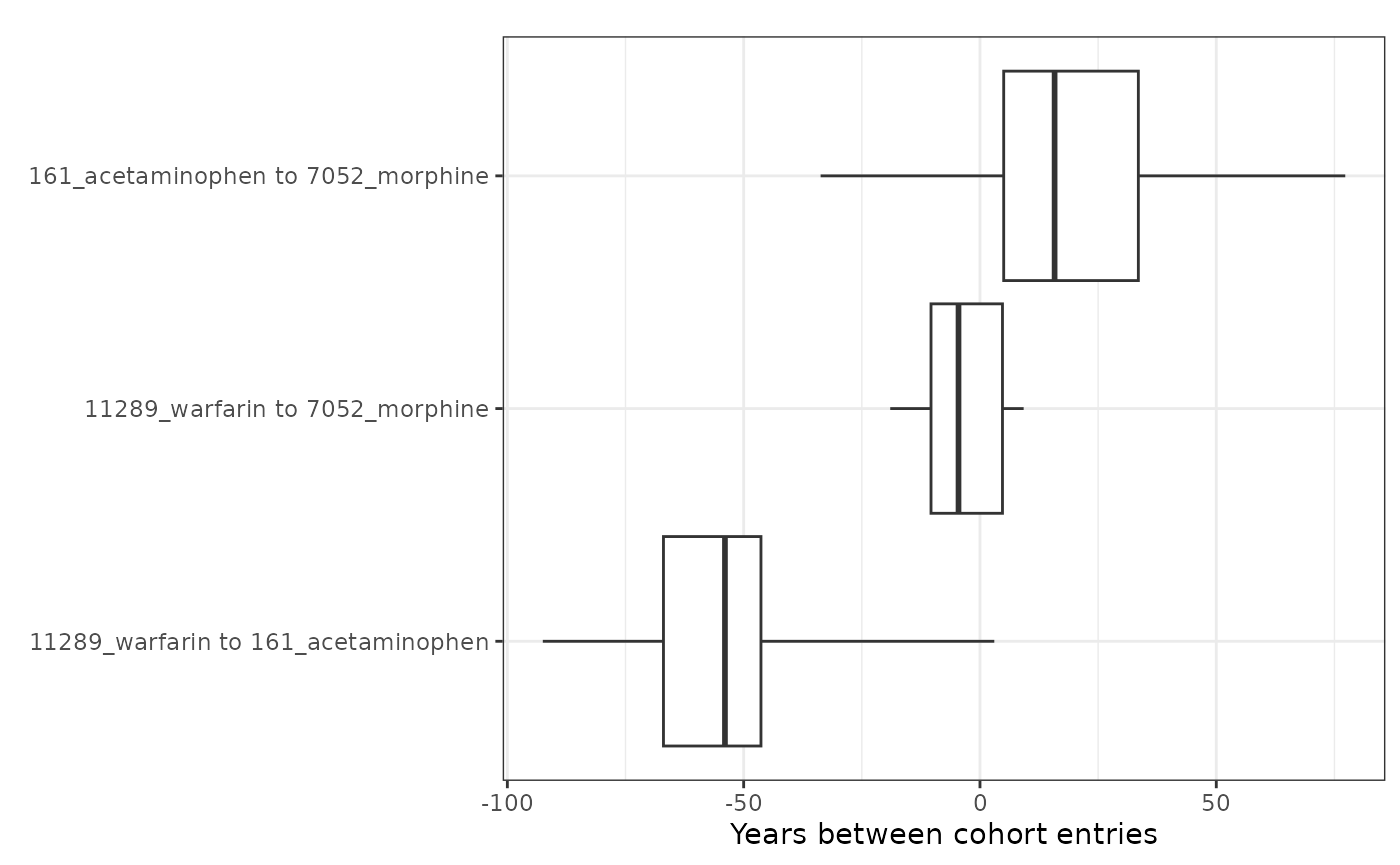 161_acetaminophen to 7052_morphine
11289_warfarin to 7052_morphine
11289_warfarin to 161_acetaminophen
-100 -50 0 50
Years between cohort entries